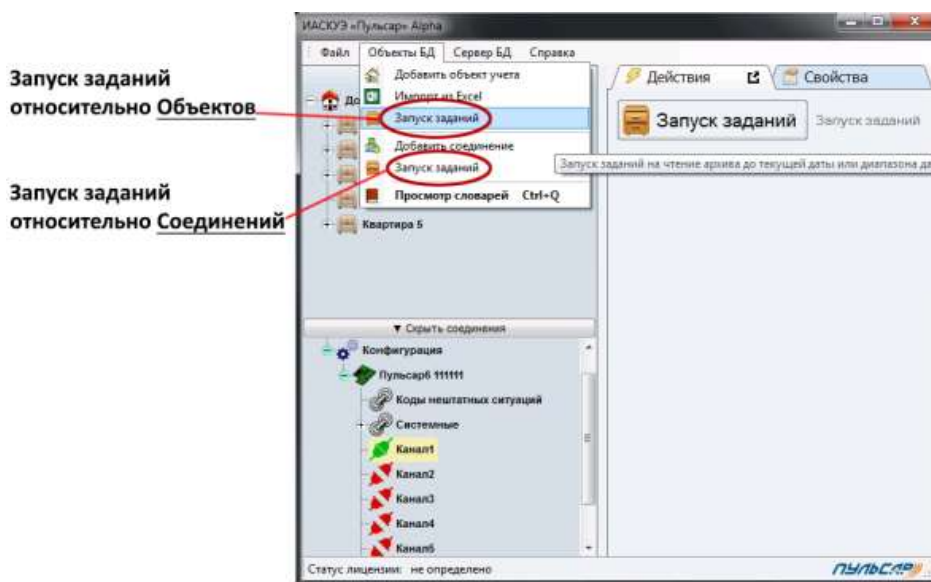 Запуск заданий
относительно Объектов
Запуск заданий
относительно Соединений
ИАСКУЭ «Пульсар» Alpha
Файл Объекты БД Сервер БД Справка
Добавить объект учета
Импорт из Excel
Запуск заданий
Добавить соединение
Запуск заданий
Просмотр словарей Ctrl+Q
До
Квартира 5
Действия Свойства
Запуск заданий Запуск заданий
Запуск заданий на чтение архива до текущей даты или диапазона да
▼ Скрыть соединения
Конфигурация
Пульсар6 111111
Коды нештатных ситуаций
Системные
Канал1
Канал2
Канал3
Канал4
Канал5
Статус лицензии: не определено
ПУЛЬСАР